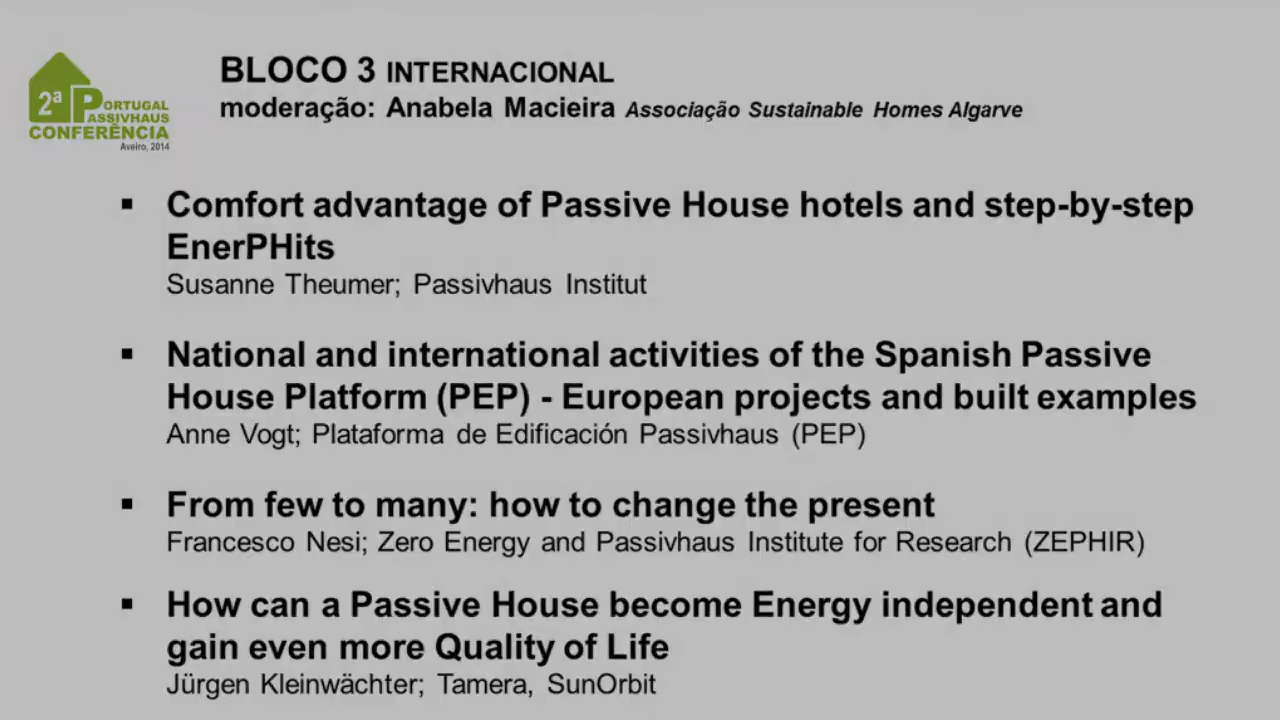 2ª PORTUGAL
PASSIVHAUS
CONFERÊNCIA
Aveiro, 2014
BLOCO 3 INTERNACIONAL
moderação: Anabela Macieira Associação Sustainable Homes Algarve
▪ Comfort advantage of Passive House hotels and step-by-step
EnerPHits
Susanne Theumer; Passivhaus Institut
▪ National and international activities of the Spanish Passive
House Platform (PEP) - European projects and built examples
Anne Vogt; Plataforma de Edificación Passivhaus (PEP)
▪ From few to many: how to change the present
Francesco Nesi; Zero Energy and Passivhaus Institute for Research (ZEPHIR)
▪ How can a Passive House become Energy independent and
gain even more Quality of Life
Jürgen Kleinwächter; Tamera, SunOrbit